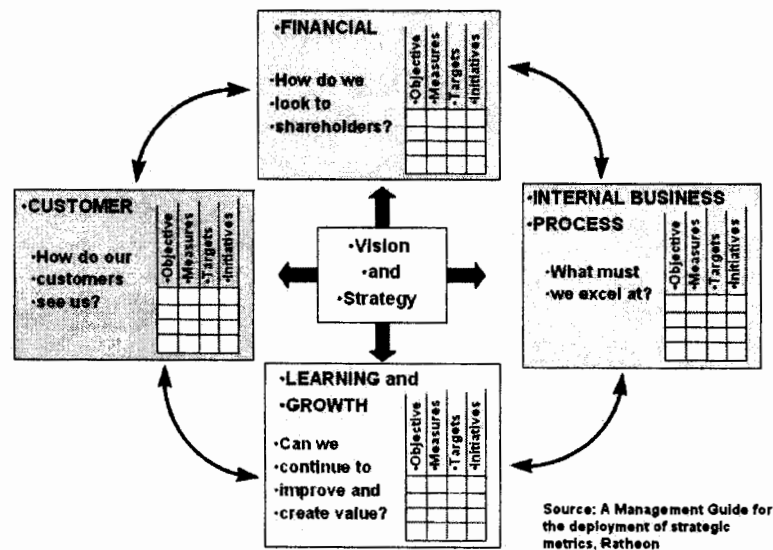 •FINANCIAL
•How do we
•look to
•shareholders?
•Objective
•Measures
•Targets
•Initiatives
•CUSTOMER
•How do our
•customers
•see us?
•Objective
•Measures
•Targets
•Initiatives
•Vision
•and
•Strategy
•INTERNAL BUSINESS
•PROCESS
•What must
•we excel at?
•Objective
•Measures
•Targets
•Initiatives
•LEARNING and
•GROWTH
•Can we
•continue to
•improve and
•create value?
•Objective
•Measures
•Targets
•Initiatives
Source: A Management Guide for
the deployment of strategic
metrics, Ratheon